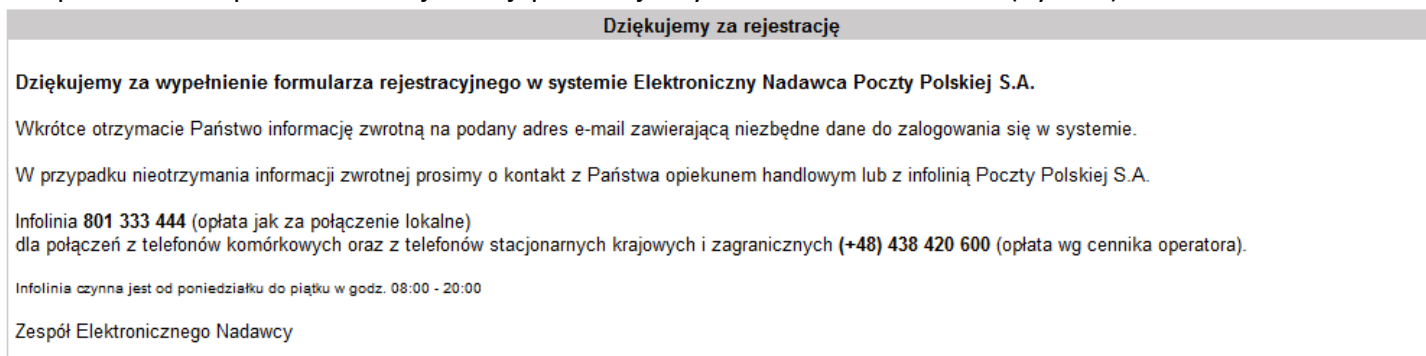 Dziękujemy za rejestrację
Dziękujemy za wypełnienie formularza rejestracyjnego w systemie Elektroniczny Nadawca Poczty Polskiej S.A.
Wkrótce otrzymacie Państwo informację zwrotną na podany adres e-mail zawierającą niezbędne dane do zalogowania się w systemie.
W przypadku nieotrzymania informacji zwrotnej prosimy o kontakt z Państwa opiekunem handlowym lub z infolinią Poczty Polskiej S.A.
Infolinia 801 333 444 (opłata jak za połączenie lokalne)
dla połączeń z telefonów komórkowych oraz z telefonów stacjonarnych krajowych i zagranicznych (+48) 438 420 600 (opłata wg cennika operatora).
Infolinia czynna jest od poniedziałku do piątku w godz. 08:00 - 20:00
Zespół Elektronicznego Nadawcy